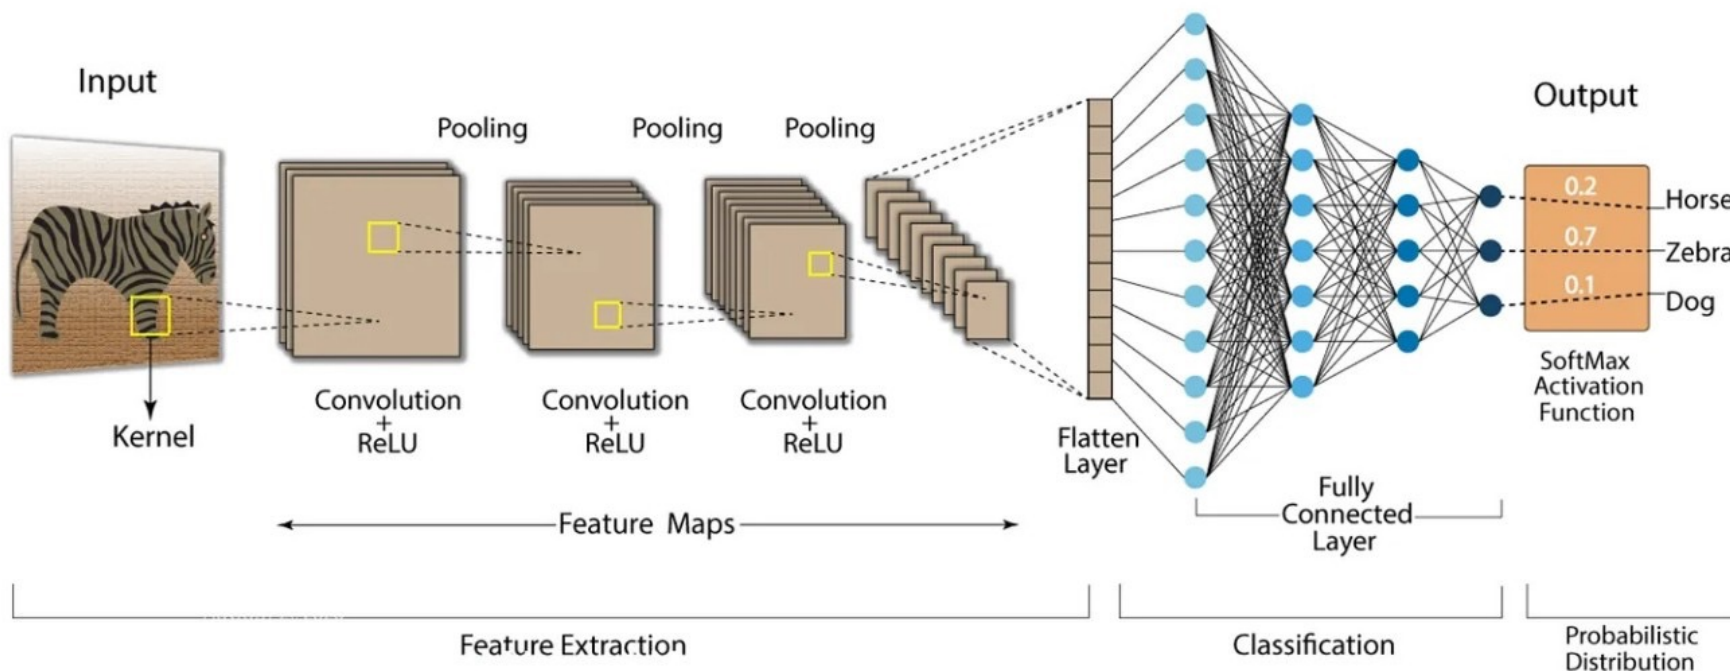 Input
Pooling
Pooling
Pooling
Output
0.2
Horse
0.7
Zebra
0.1
Dog
SoftMax
Activation
Function
Convolution
+
ReLU
Convolution
+
ReLU
Convolution
+
ReLU
Kernel
Flatten
Layer
Fully
Connected
Layer
Feature Maps
Feature Extraction
Classification
Probabilistic
Distribution